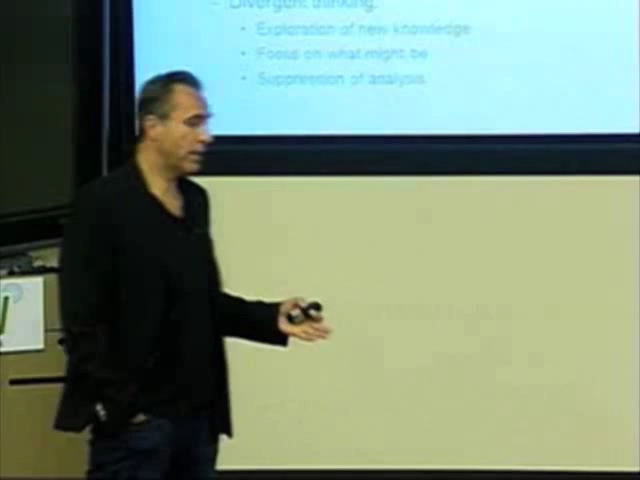 – Divergent thinking:
• Exploration of new knowledge
• Focus on what might be
• Suppression of analysis